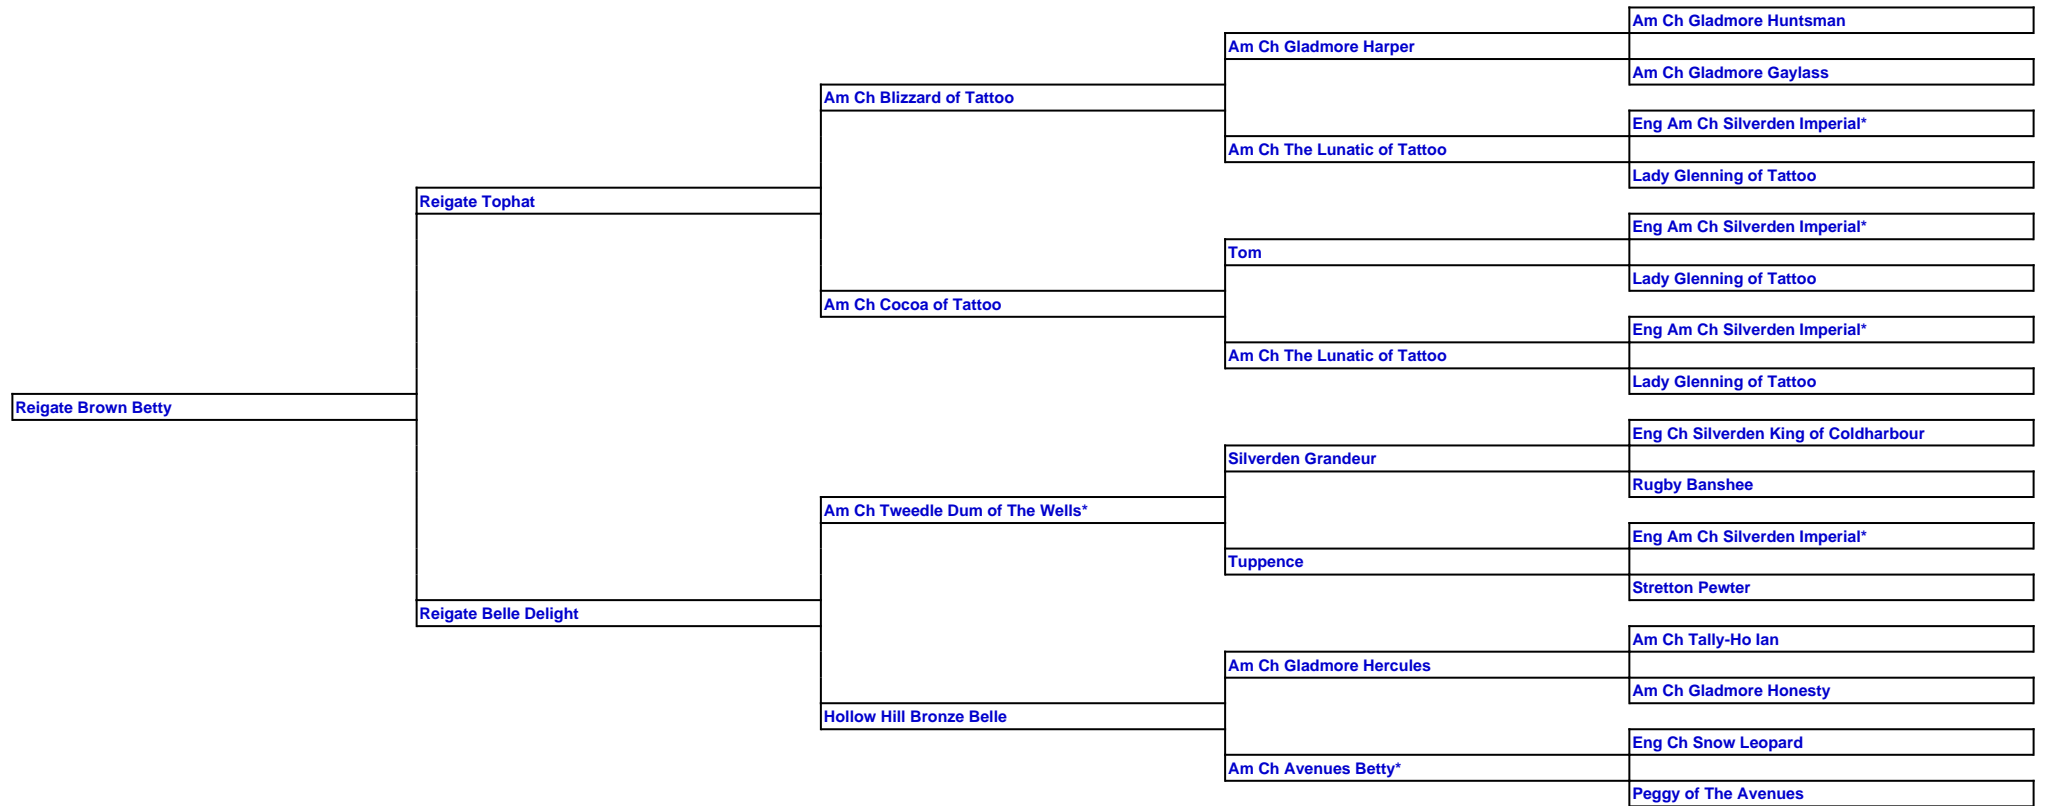 Am Ch Gladmore Huntsman
Am Ch Gladmore Harper
Am Ch Gladmore Gaylass
Am Ch Blizzard of Tattoo
Eng Am Ch Silverden Imperial*
Am Ch The Lunatic of Tattoo
Lady Glenning of Tattoo
Reigate Tophat
Eng Am Ch Silverden Imperial*
Tom
Lady Glenning of Tattoo
Am Ch Cocoa of Tattoo
Eng Am Ch Silverden Imperial*
Am Ch The Lunatic of Tattoo
Lady Glenning of Tattoo
Reigate Brown Betty
Eng Ch Silverden King of Coldharbour
Silverden Grandeur
Rugby Banshee
Am Ch Tweedle Dum of The Wells*
Eng Am Ch Silverden Imperial*
Tuppence
Stretton Pewter
Reigate Belle Delight
Am Ch Tally-Ho Ian
Am Ch Gladmore Hercules
Am Ch Gladmore Honesty
Hollow Hill Bronze Belle
Eng Ch Snow Leopard
Am Ch Avenues Betty*
Peggy of The Avenues